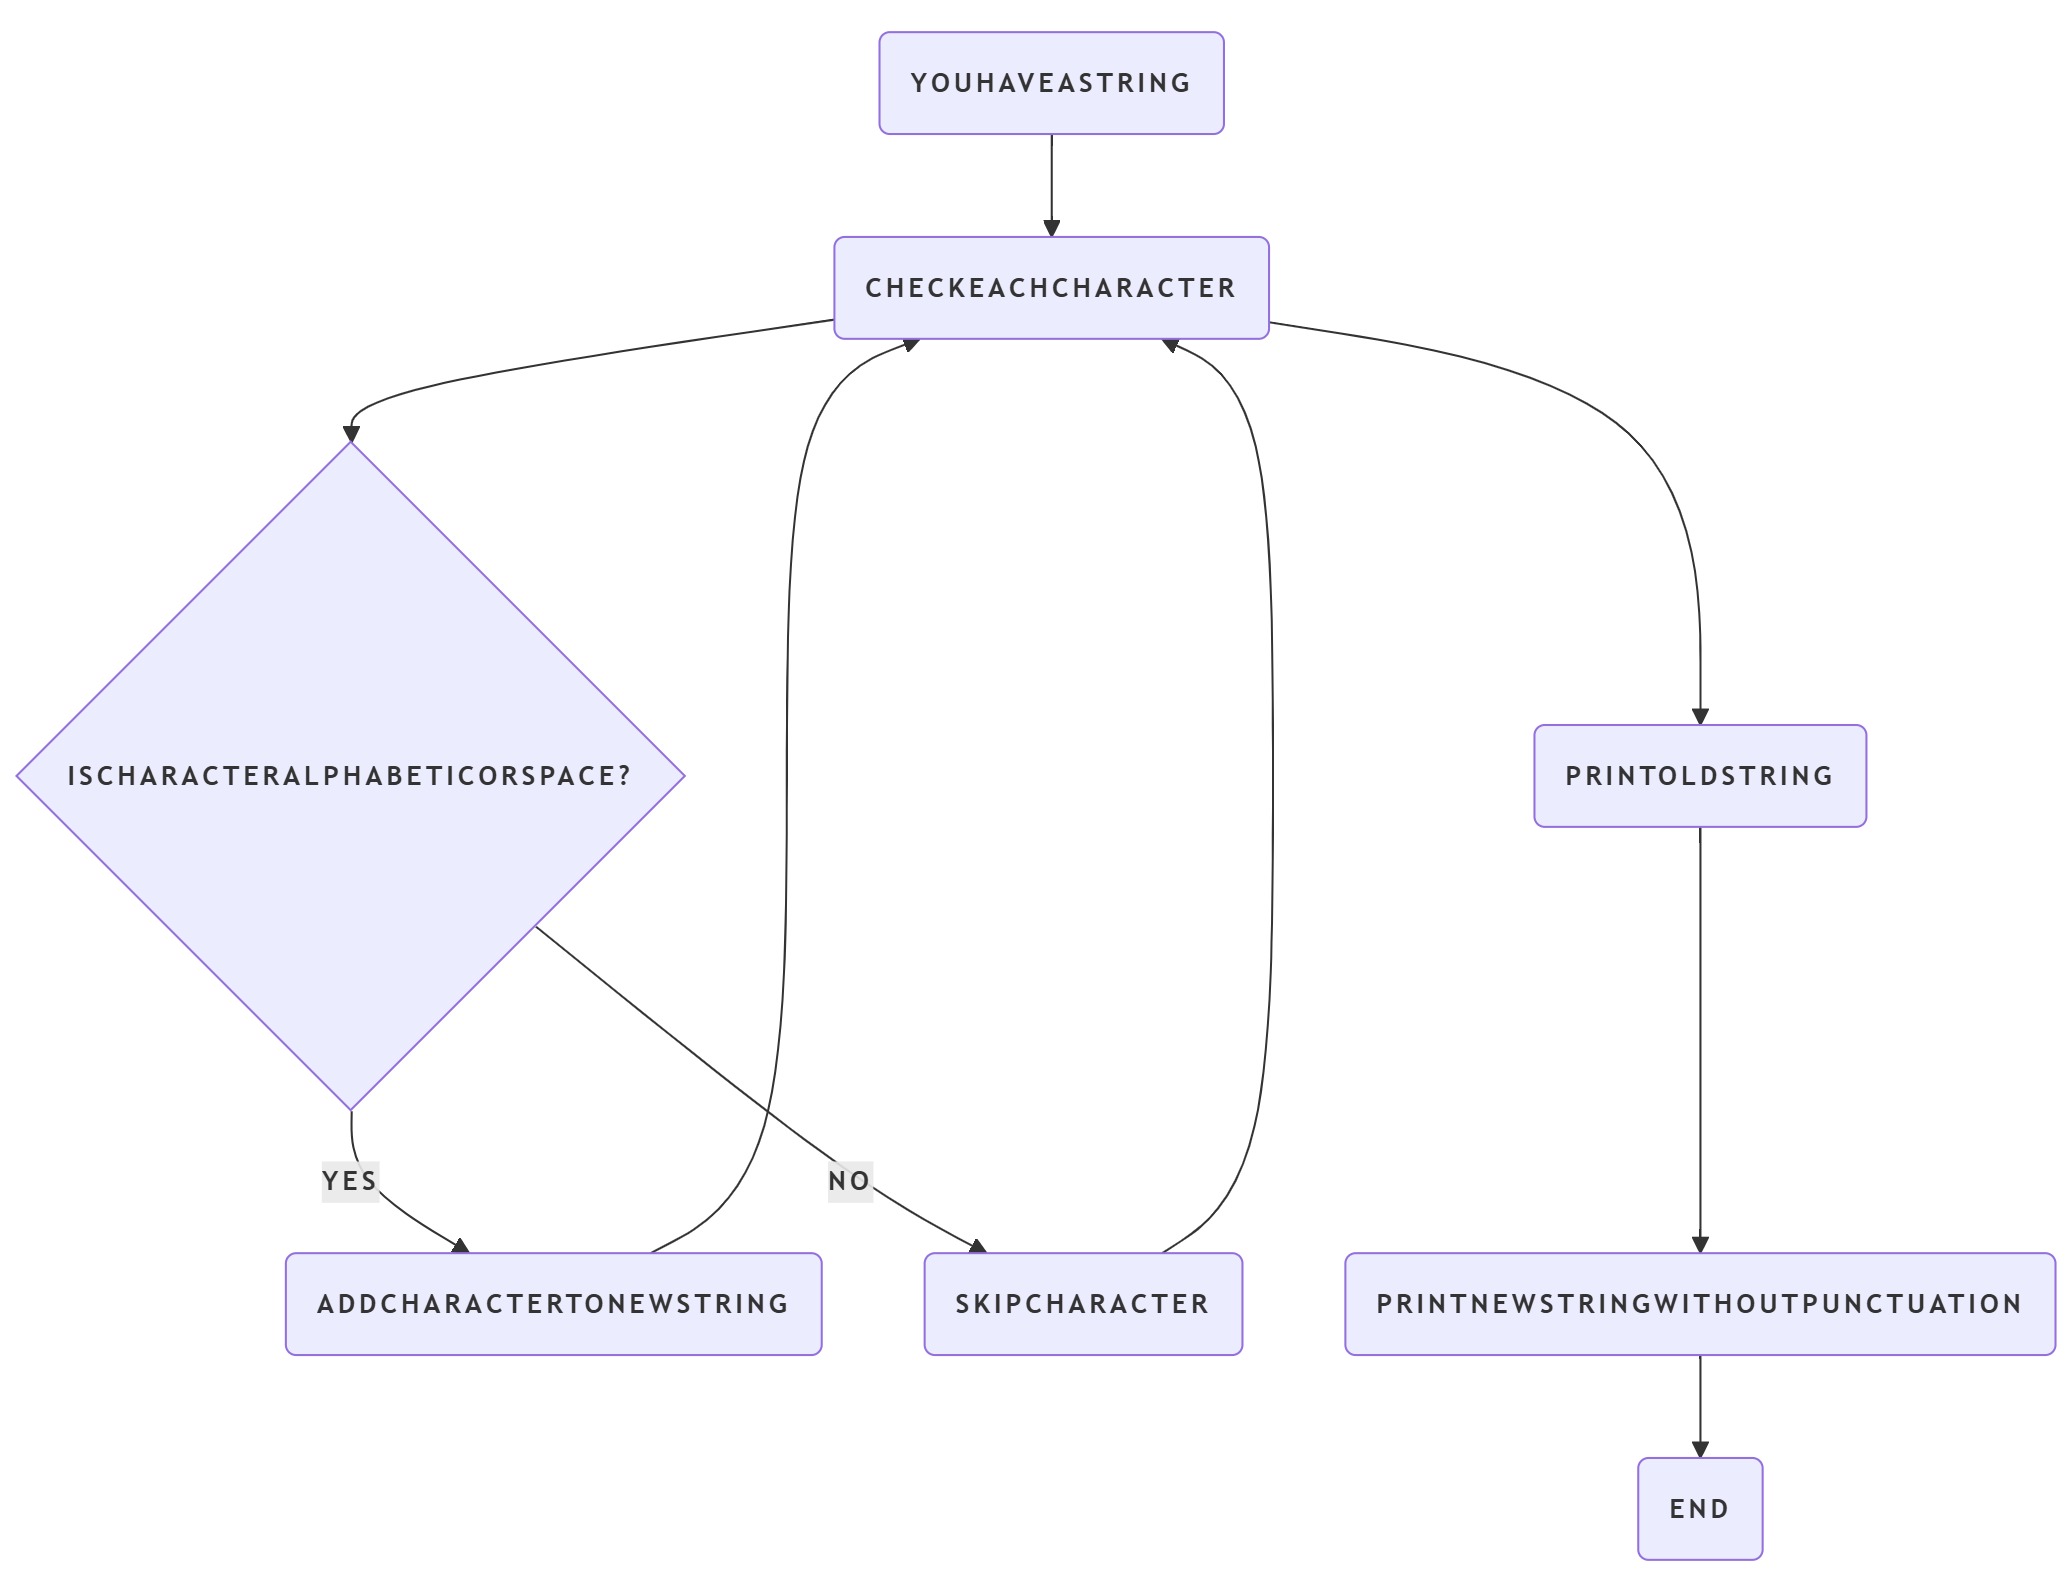 YOUHAVEASTRING
CHECKEACHCHARACTER
ISCHARACTERALPHABETICORSPACE?
PRINTOLDSTRING
YES
NO
ADDCHARACTERTONEWSTRING
SKIPCHARACTER
PRINTNEWSTRINGWITHOUTPUNCTUATION
END